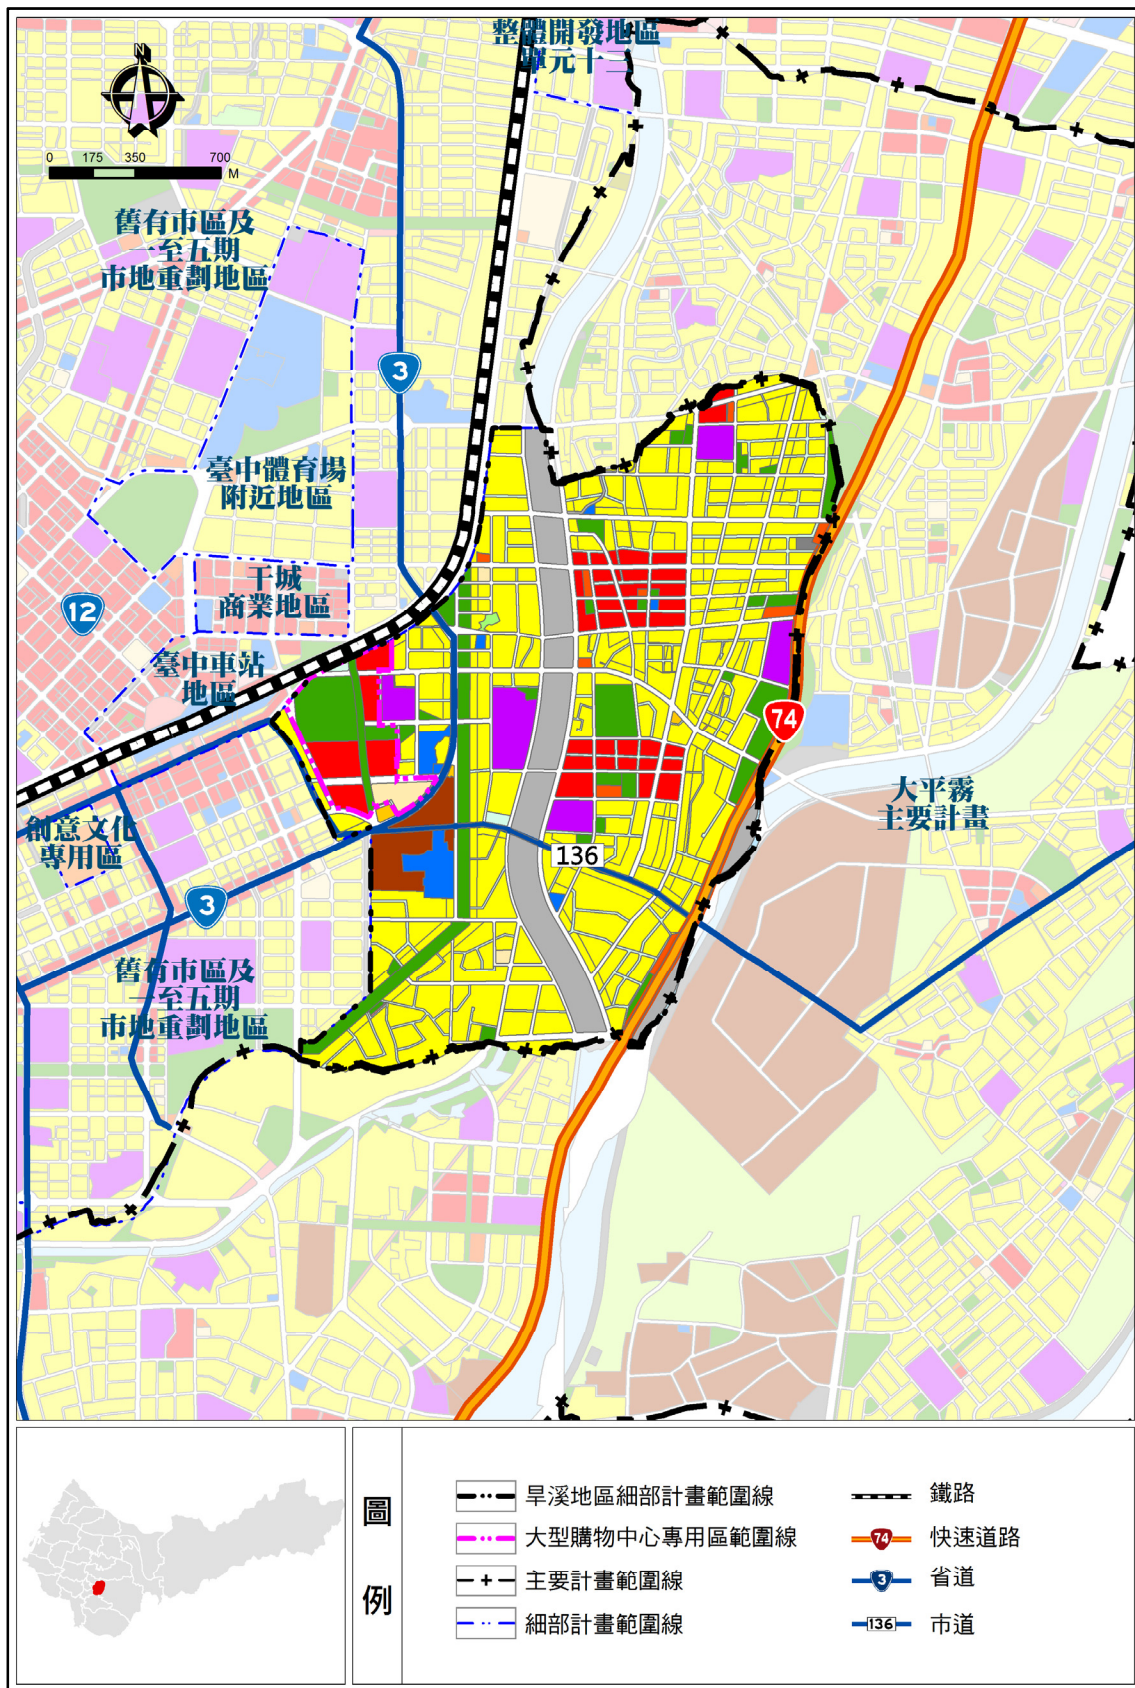 整體開發地區
單元十二
N
0 175 350 700
M
舊有市區及
一至五期
市地重劃地區
3
臺中體育場
附近地區
干城
商業地區
12
臺中車站
地區
74
大平霧
主要計畫
創意文化
專用區
136
3
舊有市區及
一至五期
市地重劃地區
圖例
旱溪地區細部計畫範圍線
大型購物中心專用區範圍線
主要計畫範圍線
細部計畫範圍線
鐵路
74 快速道路
3 省道
136 市道